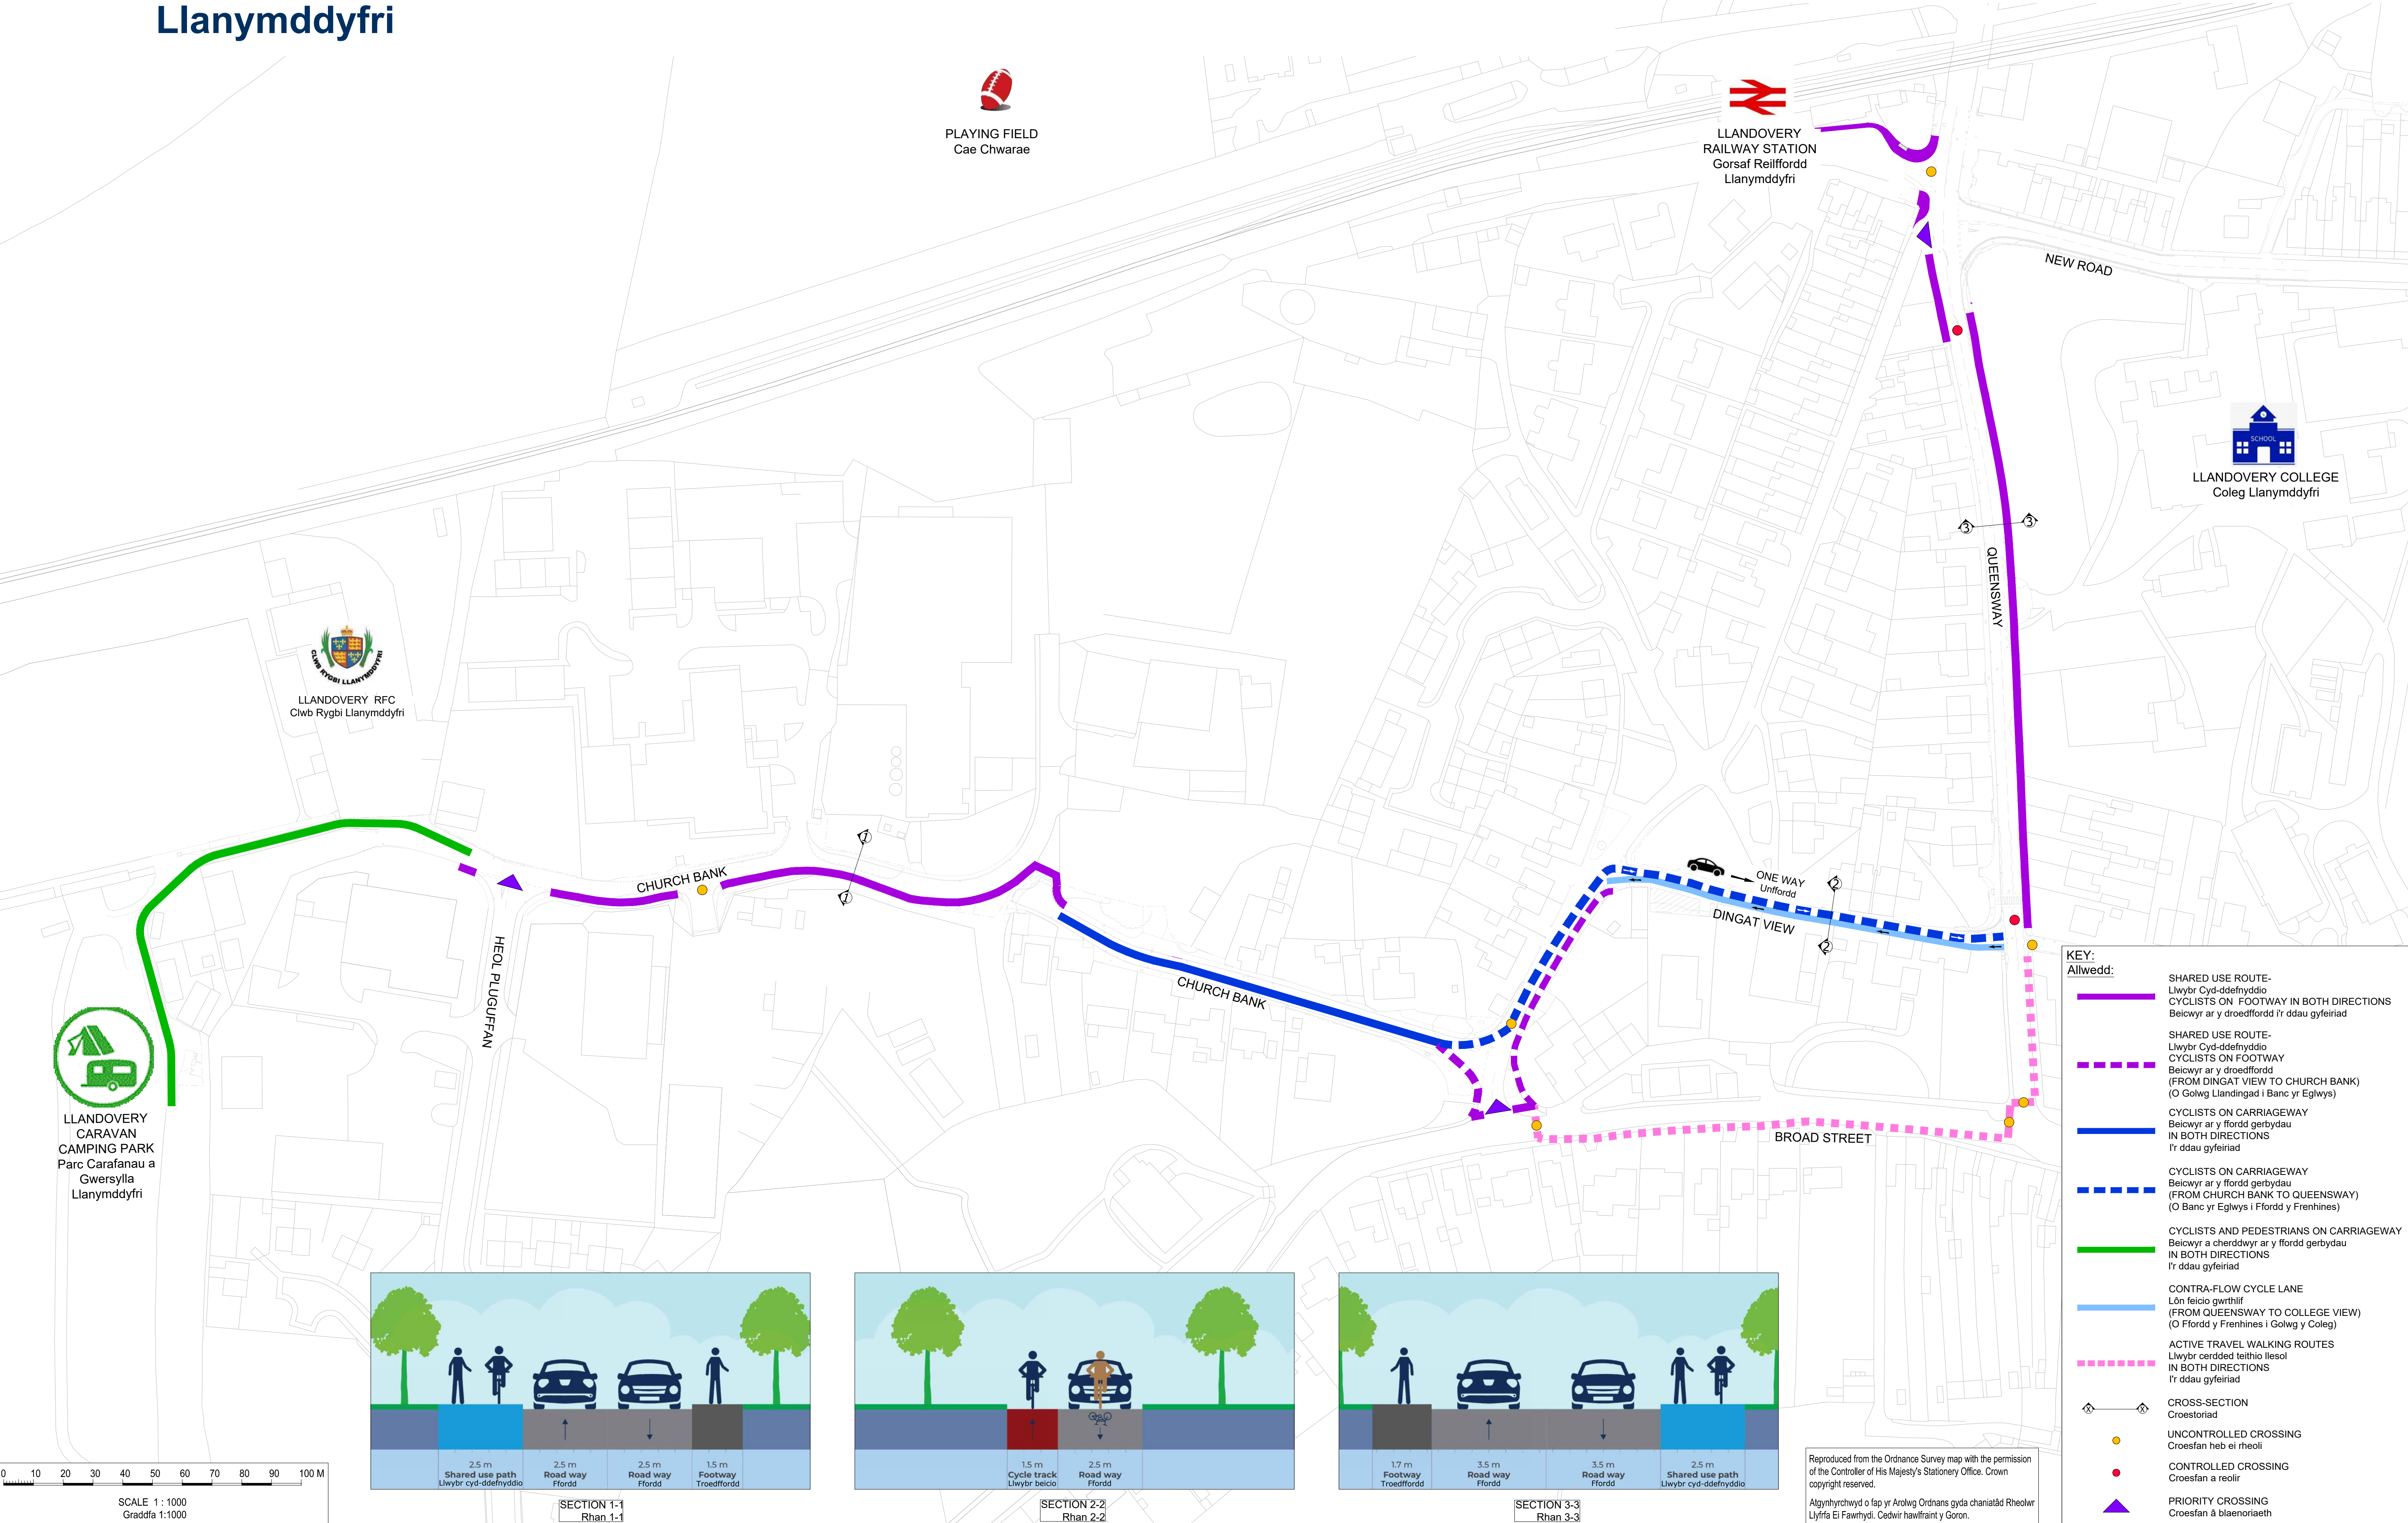 Llanymddyfri
PLAYING FIELD
Cae Chwarae
LLANDOVERY
RAILWAY STATION
Gorsaf Reilffordd
Llanymddyfri
NEW ROAD
SCHOOL
LLANDOVERY COLLEGE
Coleg Llanymddyfri
3
3
QUEENSWAY
CLWB RYGBI LLANYMDDYFRI
LLANDOVERY RFC
Clwb Rygbi Llanymddyfri
1
1
CHURCH BANK
HEOL PLUGUFFAN
CHURCH BANK
ONE WAY
Unffordd
2
2
DINGAT VIEW
BROAD STREET
LLANDOVERY
CARAVAN
CAMPING PARK
Parc Carafanau a
Gwersylla
Llanymddyfri
KEY:
Allwedd:
SHARED USE ROUTE-
Llwybr Cyd-ddefnyddio
CYCLISTS ON FOOTWAY IN BOTH DIRECTIONS
Beicwyr ar y droedffordd i'r ddau gyfeiriad
SHARED USE ROUTE-
Llwybr Cyd-ddefnyddio
CYCLISTS ON FOOTWAY
Beicwyr ar y droedffordd
(FROM DINGAT VIEW TO CHURCH BANK)
(O Golwg Llandingad i Banc yr Eglwys)
CYCLISTS ON CARRIAGEWAY
Beicwyr ar y ffordd gerbydau
IN BOTH DIRECTIONS
I'r ddau gyfeiriad
CYCLISTS ON CARRIAGEWAY
Beicwyr ar y ffordd gerbydau
(FROM CHURCH BANK TO QUEENSWAY)
(O Banc yr Eglwys i Ffordd y Frenhines)
CYCLISTS AND PEDESTRIANS ON CARRIAGEWAY
Beicwyr a cherddwyr ar y ffordd gerbydau
IN BOTH DIRECTIONS
I'r ddau gyfeiriad
CONTRA-FLOW CYCLE LANE
Lôn feicio gwrthlif
(FROM QUEENSWAY TO COLLEGE VIEW)
(O Ffordd y Frenhines i Golwg y Coleg)
ACTIVE TRAVEL WALKING ROUTES
Llwybr cerdded teithio llesol
IN BOTH DIRECTIONS
I'r ddau gyfeiriad
X X
CROSS-SECTION
Croestoriad
UNCONTROLLED CROSSING
Croesfan heb ei rheoli
CONTROLLED CROSSING
Croesfan a reolir
PRIORITY CROSSING
Croesfan â blaenoriaeth
2.5 m 2.5 m 2.5 m 1.5 m
Shared use path Road way Road way Footway
Llwybr cyd-ddefnyddio Ffordd Ffordd Troedffordd
SECTION 1-1
Rhan 1-1
1.5 m 2.5 m
Cycle track Road way
Llwybr beicio Ffordd
SECTION 2-2
Rhan 2-2
1.7 m 3.5 m 3.5 m 2.5 m
Footway Road way Road way Shared use path
Troedffordd Ffordd Ffordd Llwybr cyd-ddefnyddio
SECTION 3-3
Rhan 3-3
0 10 20 30 40 50 60 70 80 90 100 M
SCALE 1 : 1000
Graddfa 1:1000
Reproduced from the Ordnance Survey map with the permission
of the Controller of His Majesty's Stationery Office. Crown
copyright reserved.
Atgynhyrchwyd o fap yr Arolwg Ordnans gyda chaniatâd Rheolwr
Llyfrfa Ei Fawrhydi. Cedwir hawlfraint y Goron.